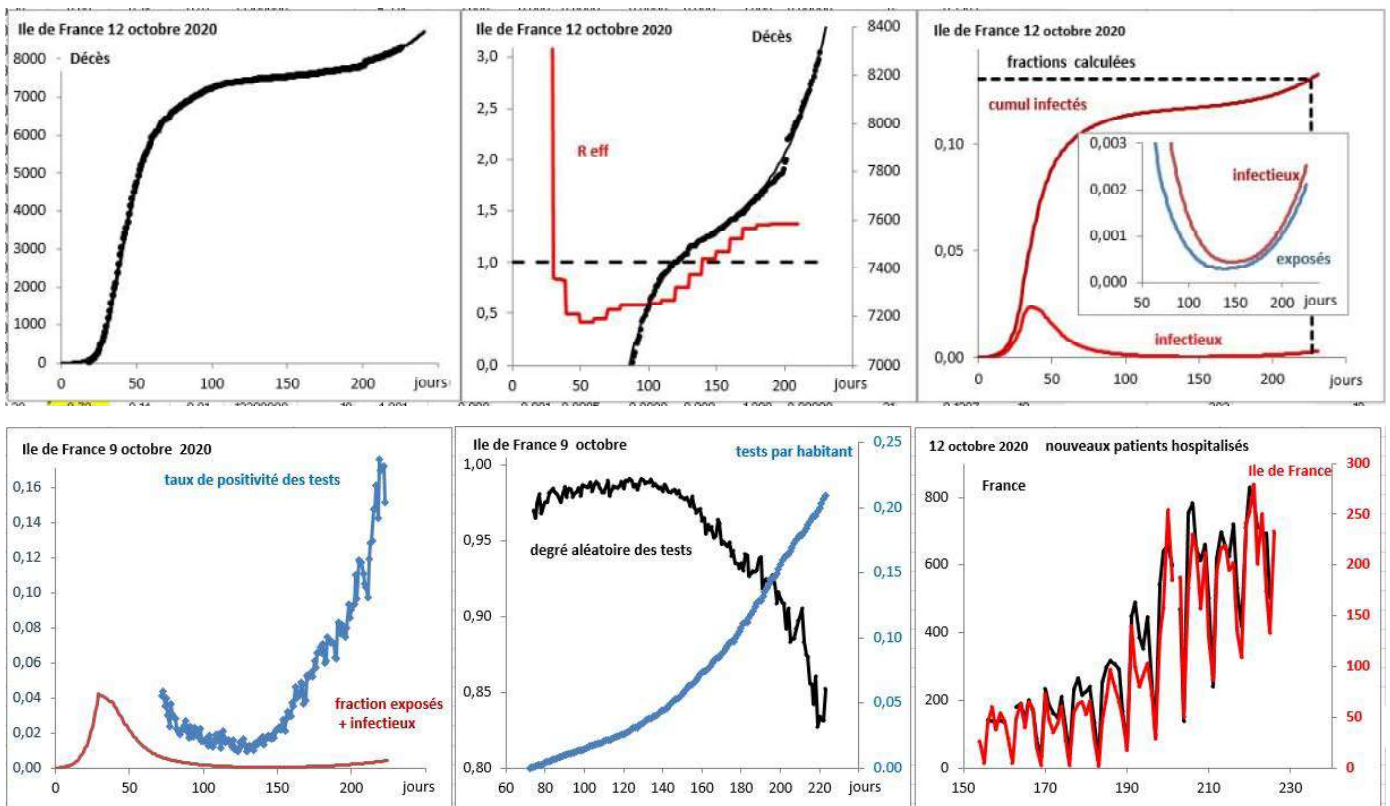 Ile de France 12 octobre 2020
Décès
8000
7000
6000
5000
4000
3000
2000
1000
0
0 50 100 150 200 jours
Ile de France 12 octobre 2020
Décès
3,0
2,5
2,0
1,5
1,0
0,5
0,0
R eff
8400
8200
8000
7800
7600
7400
7200
7000
0 50 100 150 200 jours
Ile de France 12 octobre 2020
fractions calculées
cumul infectés
0,10
0,05
0,00
0,003
0,002
0,001
0,000
infectieux
exposés
50 100 150 200 jours
infectieux
0 50 100 150 200 jours
Ile de France 9 octobre 2020
taux de positivité des tests
0,16
0,14
0,12
0,10
0,08
0,06
0,04
0,02
0,00
fraction exposés
+ infectieux
0 100 200 jours
Ile de France 9 octobre
tests par habitant
1,00
0,95
0,90
0,85
0,80
degré aléatoire des tests
0,25
0,20
0,15
0,10
0,05
0.00
60 80 100 120 140 160 180 200 220 jours
12 octobre 2020 nouveaux patients hospitalisés
France
Ile de France
800
600
400
200
0
300
250
200
150
100
50
0
150 170 190 210 230